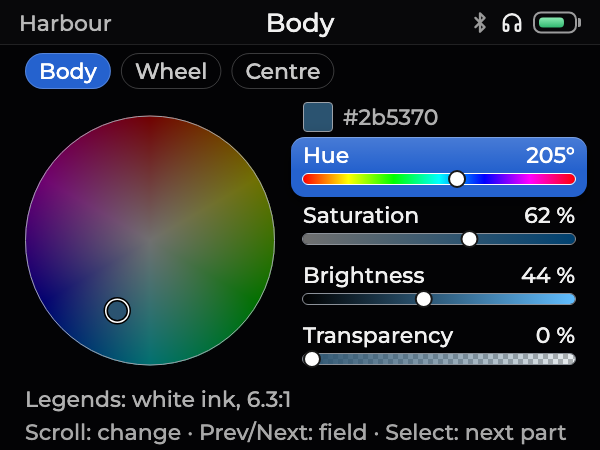 Harbour
Body
Body
Wheel
Centre
#2b5370
Hue 205°
Saturation 62 %
Brightness 44 %
Transparency 0 %
Legends: white ink, 6.3:1
Scroll: change · Prev/Next: field · Select: next part